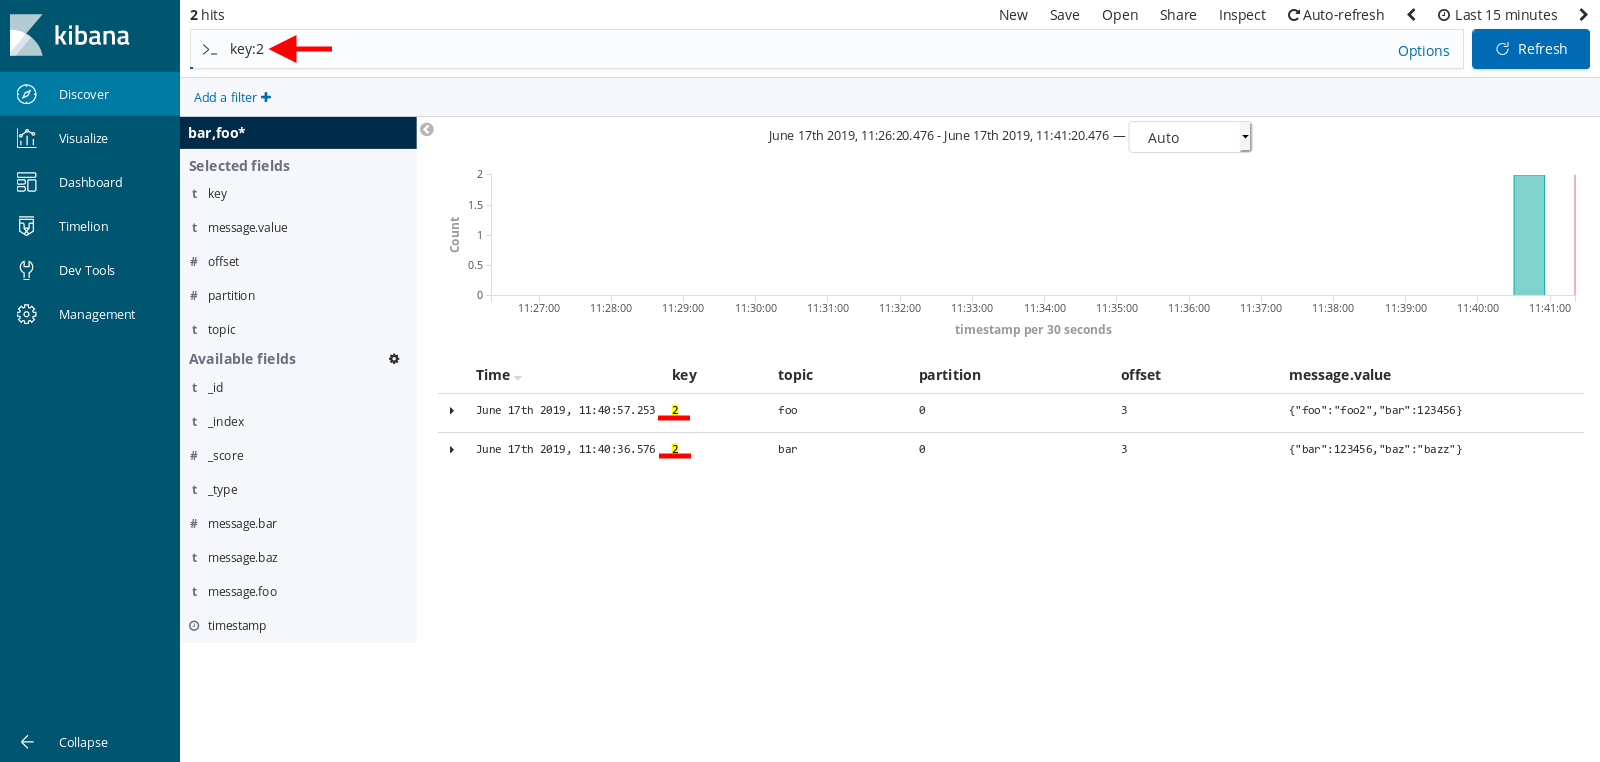 kibana
Discover
Visualize
Dashboard
Timelion
Dev Tools
Management
Collapse
2 hits
New Save Open Share Inspect Auto-refresh Last 15 minutes
>_ key:2
Options
Refresh
Add a filter +
bar,foo*
Selected fields
t key
t message.value
# offset
# partition
t topic
Available fields
t _id
t _index
# _score
t _type
# message.bar
t message.baz
t message.foo
timestamp
June 17th 2019, 11:26:20.476 - June 17th 2019, 11:41:20.476 — Auto
Count
2
1.5
1
0.5
0
11:27:00 11:28:00 11:29:00 11:30:00 11:31:00 11:32:00 11:33:00 11:34:00 11:35:00 11:36:00 11:37:00 11:38:00 11:39:00 11:40:00 11:41:00
timestamp per 30 seconds
Time key topic partition offset message.value
June 17th 2019, 11:40:57.253 2 foo 0 3 {"foo":"foo2","bar":123456}
June 17th 2019, 11:40:36.576 2 bar 0 3 {"bar":123456,"baz":"bazz"}